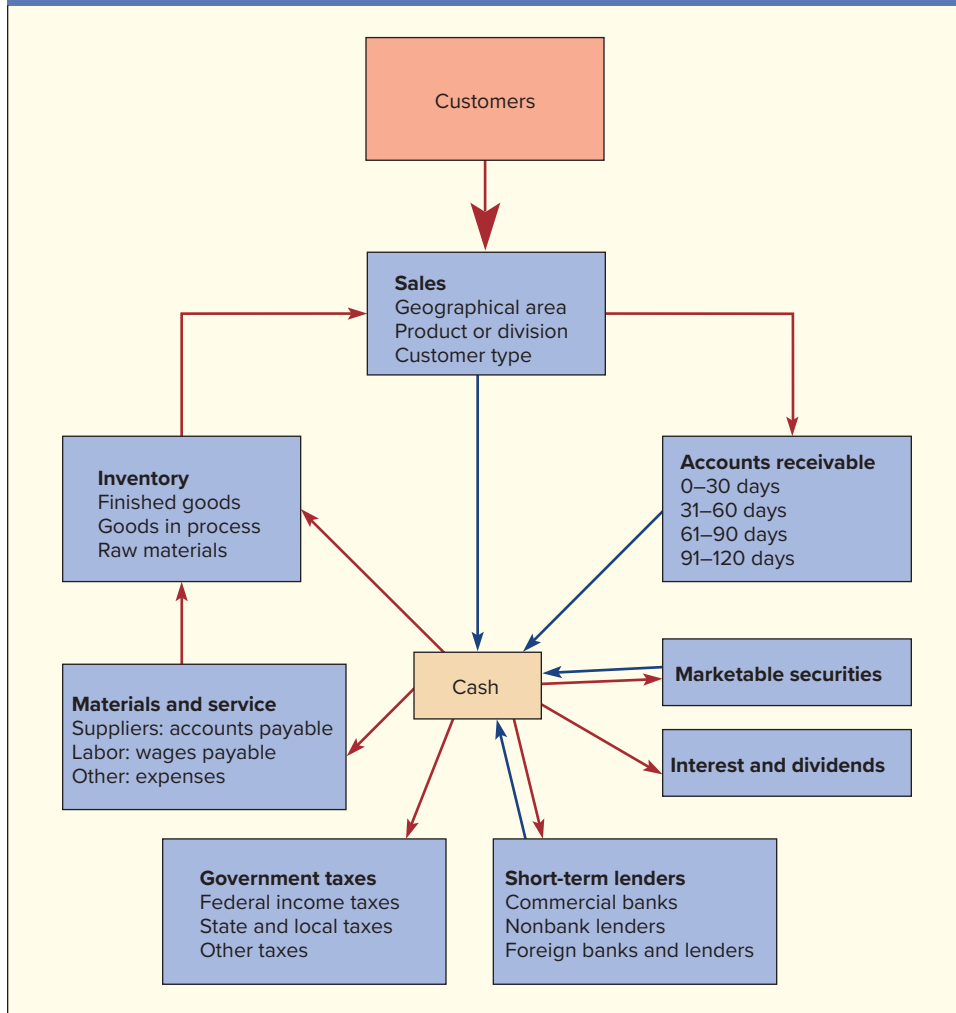 Customers
Sales
Geographical area
Product or division
Customer type
Inventory
Finished goods
Goods in process
Raw materials
Accounts receivable
0–30 days
31–60 days
61–90 days
91–120 days
Materials and service
Suppliers: accounts payable
Labor: wages payable
Other: expenses
Cash
Marketable securities
Interest and dividends
Government taxes
Federal income taxes
State and local taxes
Other taxes
Short-term lenders
Commercial banks
Nonbank lenders
Foreign banks and lenders